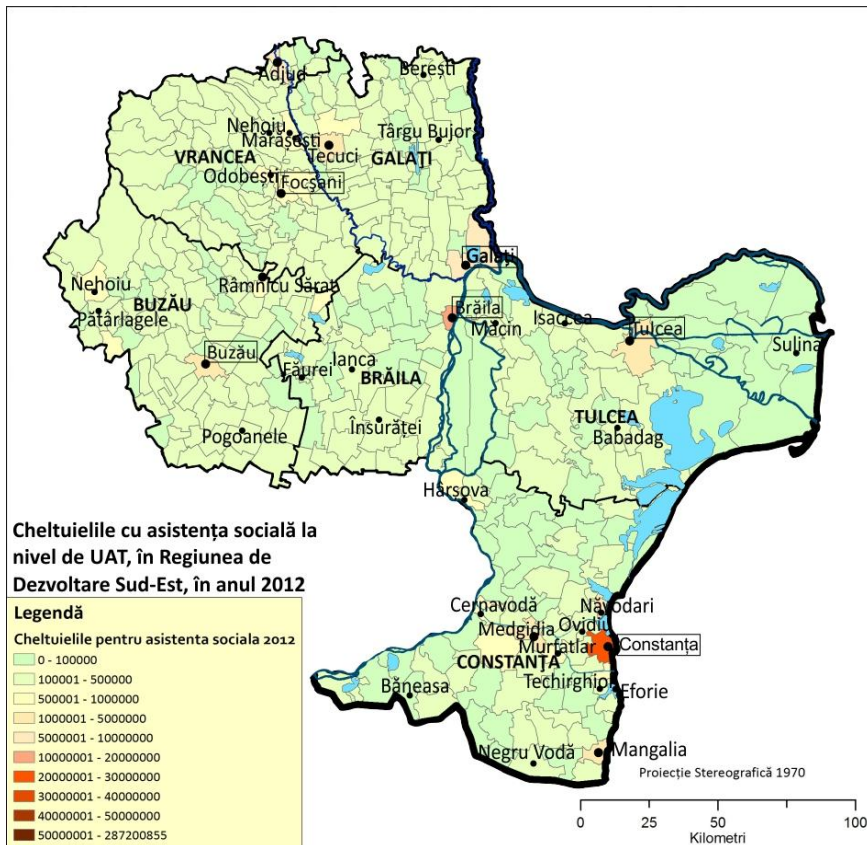 Adjud
Berești
Nehoiu
Mărășești
Târgu Bujor
Tecuci
VRANCEA
GALAȚI
Odobești
Focșani
Galați
Nehoiu
Râmnicu Sărat
BUZĂU
Pătârlagele
Brăila
Măcin
Isaccea
Tulcea
Sulina
Buzău
Ianca
Făurei
BRĂILA
TULCEA
Însurăței
Babadag
Pogoanele
Hârșova
Cheltuielile cu asistența socială la
nivel de UAT, în Regiunea de
Dezvoltare Sud-Est, în anul 2012
Cernavodă
Năvodari
Medgidia
Ovidiu
Murfatlar
Constanța
CONSTANȚA
Techirghiol
Băneasa
Eforie
Negru Vodă
Mangalia
Legendă
Cheltuielile pentru asistenta sociala 2012
0 - 100000
100001 - 500000
500001 - 1000000
1000001 - 5000000
5000001 - 10000000
10000001 - 20000000
20000001 - 30000000
30000001 - 40000000
40000001 - 50000000
50000001 - 287200855
Proiecție Stereografică 1970
0 25 50 100
Kilometri